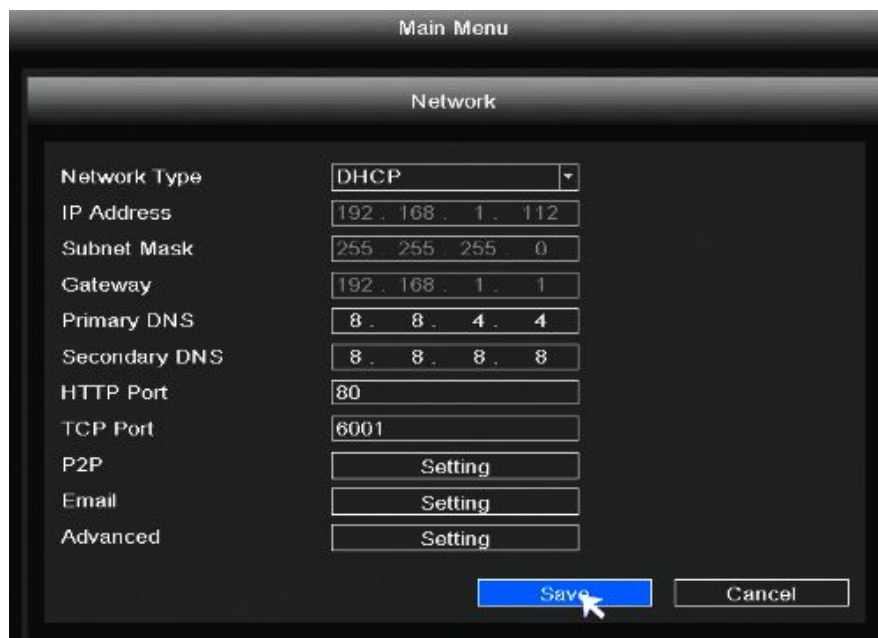 Main Menu
Network
Network Type DHCP
IP Address 192 . 168 . 1 . 112
Subnet Mask 255 . 255 . 255 . 0
Gateway 192 . 168 . 1 . 1
Primary DNS 8 . 8 . 4 . 4
Secondary DNS 8 . 8 . 8 . 8
HTTP Port 80
TCP Port 6001
P2P Setting
Email Setting
Advanced Setting
Save Cancel